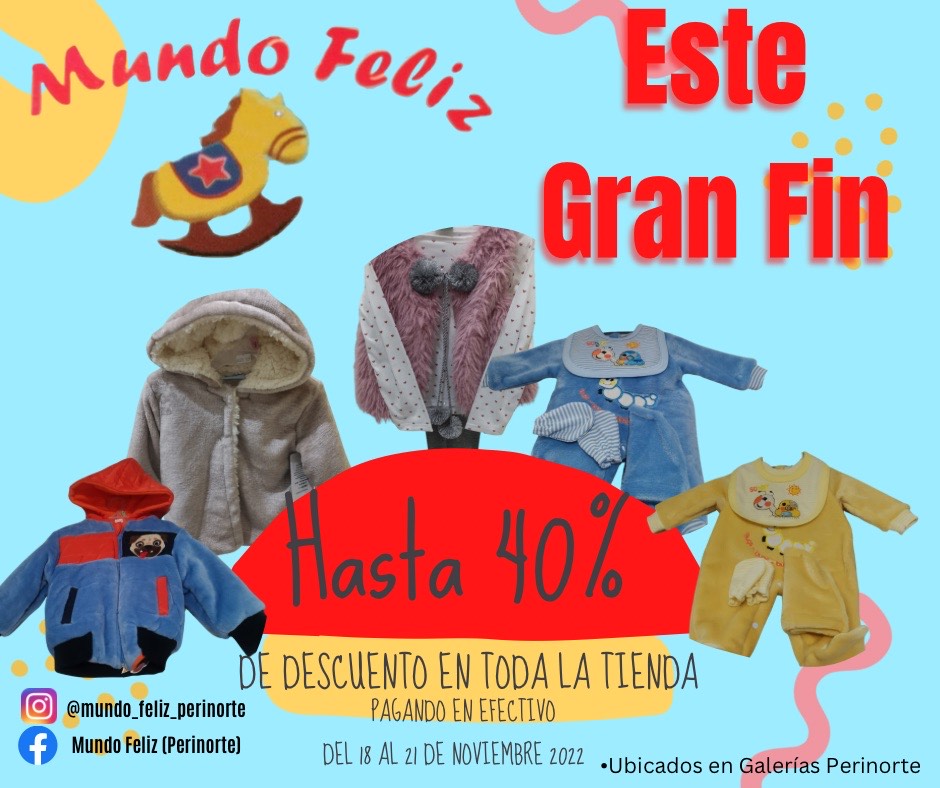 Mundo Feliz
Este
Gran Fin
Hasta 40%
DE DESCUENTO EN TODA LA TIENDA
PAGANDO EN EFECTIVO
DEL 18 AL 21 DE NOVIEMBRE 2022
@mundo_feliz_perinorte
Mundo Feliz (Perinorte)
•Ubicados en Galerías Perinorte